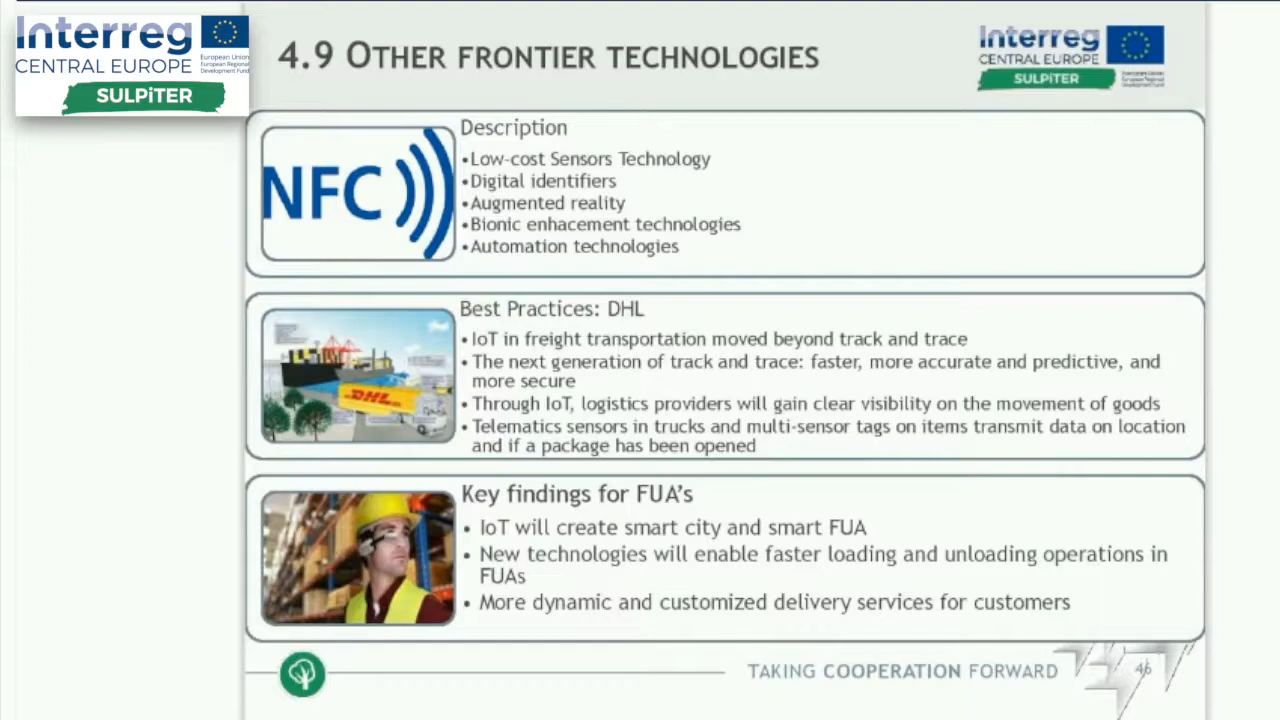 Interreg
CENTRAL EUROPE
European Union
European Regional
Development Fund
SULPiTER
4.9 OTHER FRONTIER TECHNOLOGIES
Interreg
CENTRAL EUROPE
European Union
European Regional
Development Fund
SULPiTER
NFC
Description
•Low-cost Sensors Technology
•Digital identifiers
•Augmented reality
•Bionic enhacement technologies
•Automation technologies
Best Practices: DHL
•IoT in freight transportation moved beyond track and trace
•The next generation of track and trace: faster, more accurate and predictive, and
more secure
•Through IoT, logistics providers will gain clear visibility on the movement of goods
•Telematics sensors in trucks and multi-sensor tags on items transmit data on location
and if a package has been opened
DHL
Key findings for FUA’s
• IoT will create smart city and smart FUA
• New technologies will enable faster loading and unloading operations in
FUAs
• More dynamic and customized delivery services for customers
TAKING COOPERATION FORWARD
46